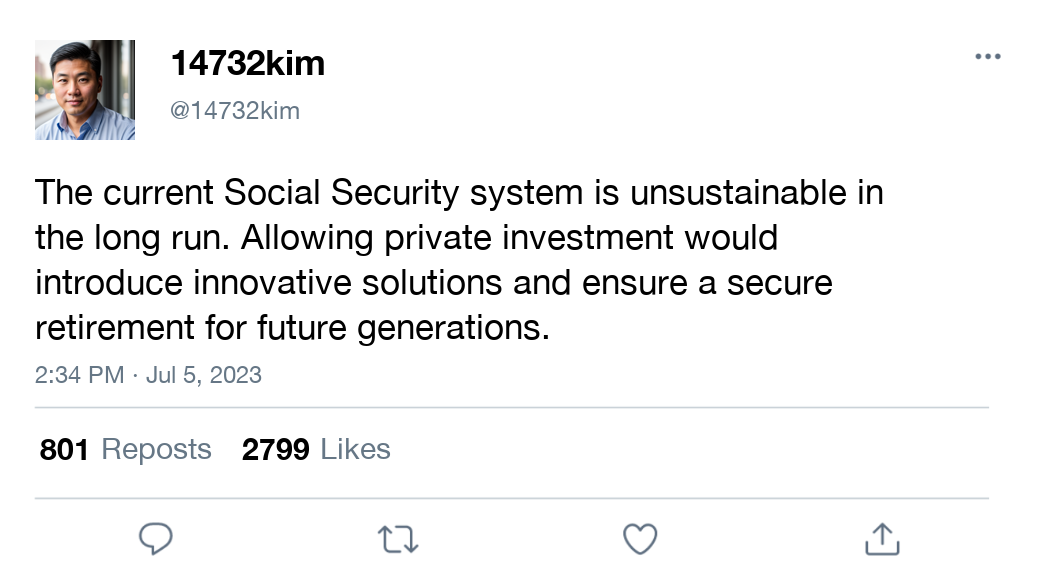 14732kim
@14732kim
The current Social Security system is unsustainable in
the long run. Allowing private investment would
introduce innovative solutions and ensure a secure
retirement for future generations.
2:34 PM · Jul 5, 2023
801 Reposts 2799 Likes